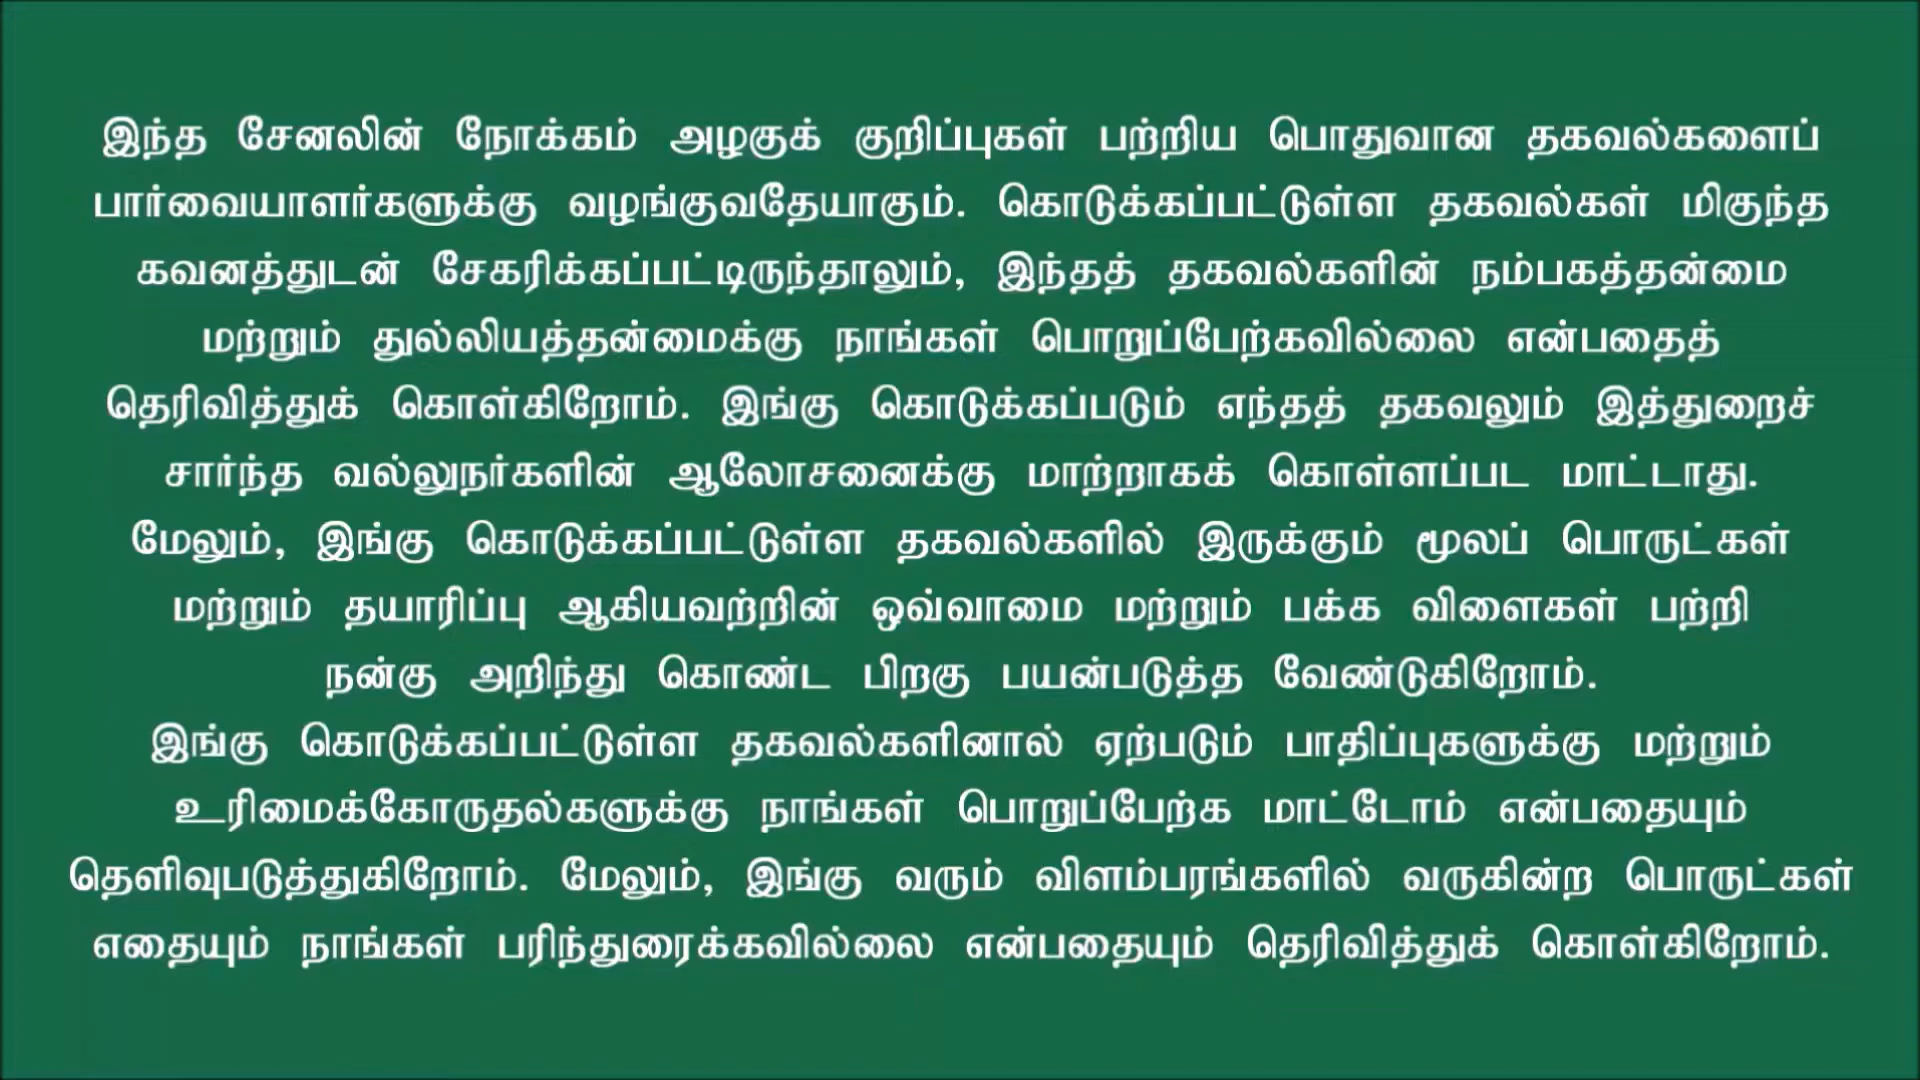 இந்த சேனலின் நோக்கம் அழகுக் குறிப்புகள் பற்றிய பொதுவான தகவல்களைப்
பார்வையாளர்களுக்கு வழங்குவதேயாகும். கொடுக்கப்பட்டுள்ள தகவல்கள் மிகுந்த
கவனத்துடன் சேகரிக்கப்பட்டிருந்தாலும், இந்தத் தகவல்களின் நம்பகத்தன்மை
மற்றும் துல்லியத்தன்மைக்கு நாங்கள் பொறுப்பேற்கவில்லை என்பதைத்
தெரிவித்துக் கொள்கிறோம். இங்கு கொடுக்கப்படும் எந்தத் தகவலும் இத்துறைச்
சார்ந்த வல்லுநர்களின் ஆலோசனைக்கு மாற்றாகக் கொள்ளப்பட மாட்டாது.
மேலும், இங்கு கொடுக்கப்பட்டுள்ள தகவல்களில் இருக்கும் மூலப் பொருட்கள்
மற்றும் தயாரிப்பு ஆகியவற்றின் ஒவ்வாமை மற்றும் பக்க விளைகள் பற்றி
நன்கு அறிந்து கொண்ட பிறகு பயன்படுத்த வேண்டுகிறோம்.
இங்கு கொடுக்கப்பட்டுள்ள தகவல்களினால் ஏற்படும் பாதிப்புகளுக்கு மற்றும்
உரிமைக்கோருதல்களுக்கு நாங்கள் பொறுப்பேற்க மாட்டோம் என்பதையும்
தெளிவுபடுத்துகிறோம். மேலும், இங்கு வரும் விளம்பரங்களில் வருகின்ற பொருட்கள்
எதையும் நாங்கள் பரிந்துரைக்கவில்லை என்பதையும் தெரிவித்துக் கொள்கிறோம்.